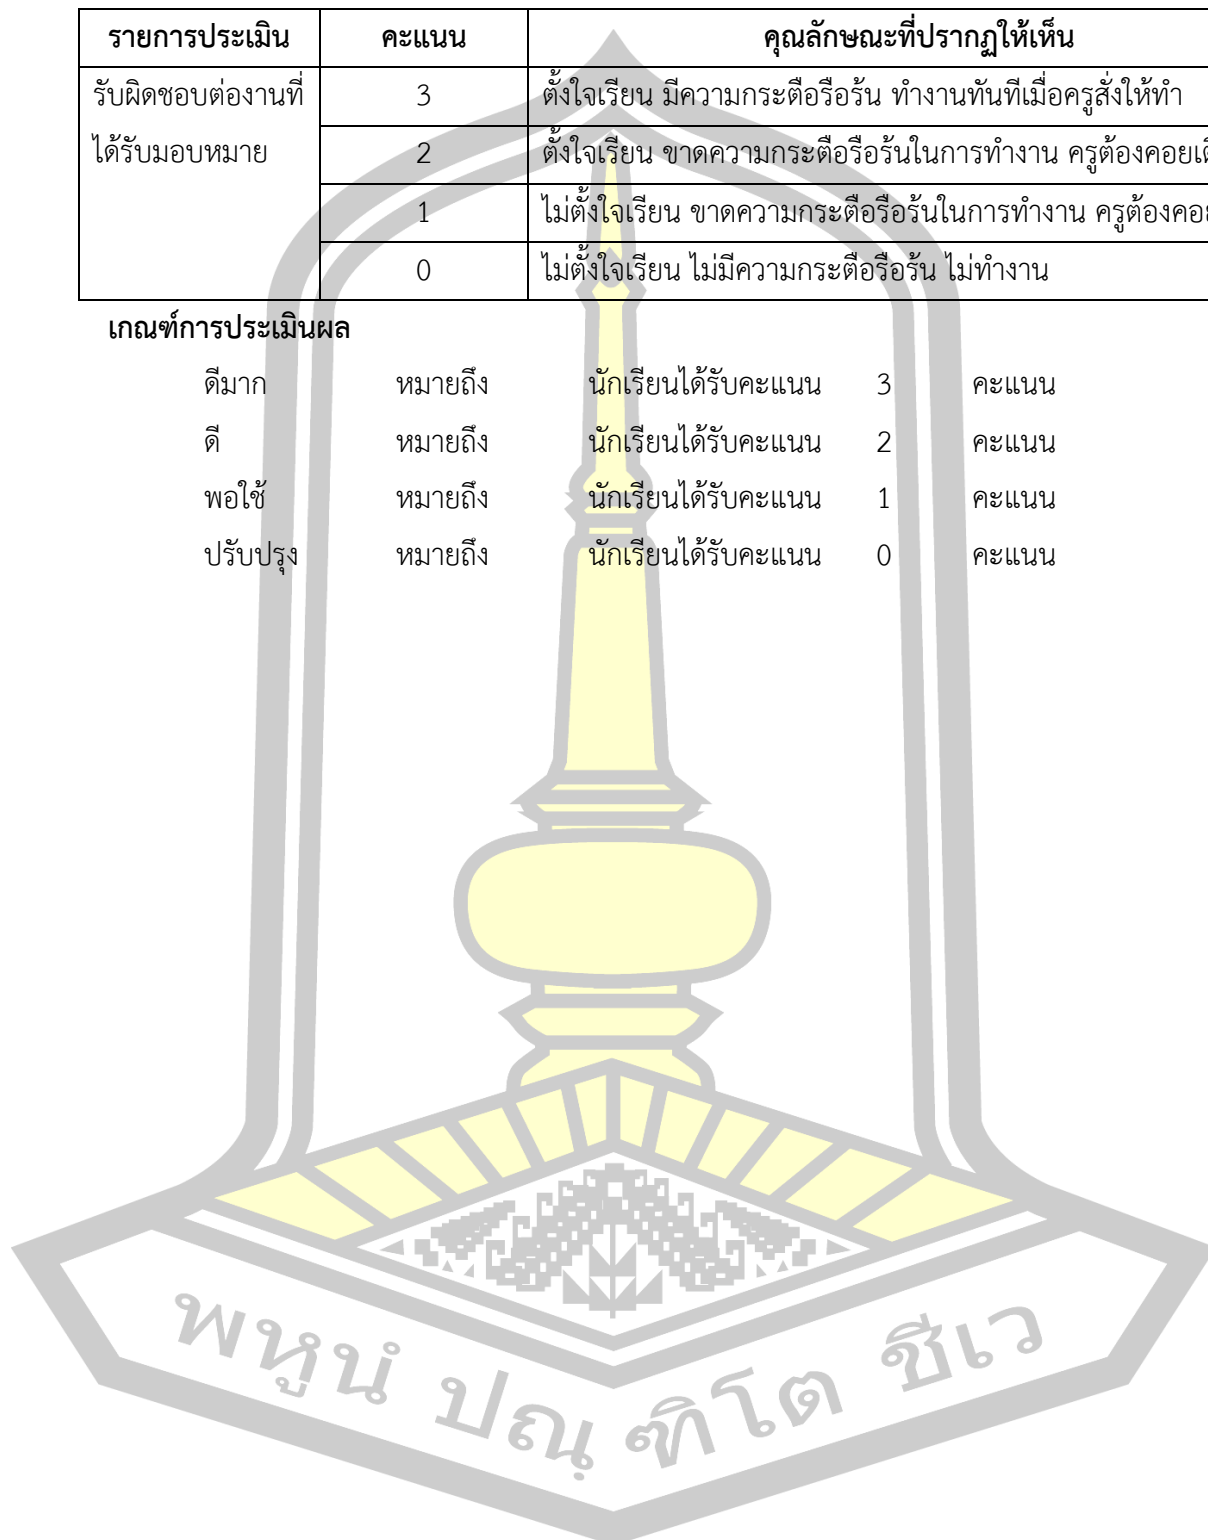 รายการประเมิน คะแนน คุณลักษณะที่ปรากฏให้เห็น
รับผิดชอบต่องานที่ 3 ตั้งใจเรียน มีความกระตือรือร้น ทำงานทันทีเมื่อครูสั่งให้ทำ
ได้รับมอบหมาย 2 ตั้งใจเรียน ขาดความกระตือรือร้นในการทำงาน ครูต้องคอย
1 ไม่ตั้งใจเรียน ขาดความกระตือรือร้นในการทำงาน ครูต้อง
0 ไม่ตั้งใจเรียน ไม่มีความกระตือรือร้น ไม่ทำงาน
เกณฑ์การประเมินผล
ดีมาก หมายถึง นักเรียนได้รับคะแนน 3 คะแนน
ดี หมายถึง นักเรียนได้รับคะแนน 2 คะแนน
พอใช้ หมายถึง นักเรียนได้รับคะแนน 1 คะแนน
ปรับปรุง หมายถึง นักเรียนได้รับคะแนน 0 คะแนน
พหูนํ ปณฺ ฑิโต ชีเว